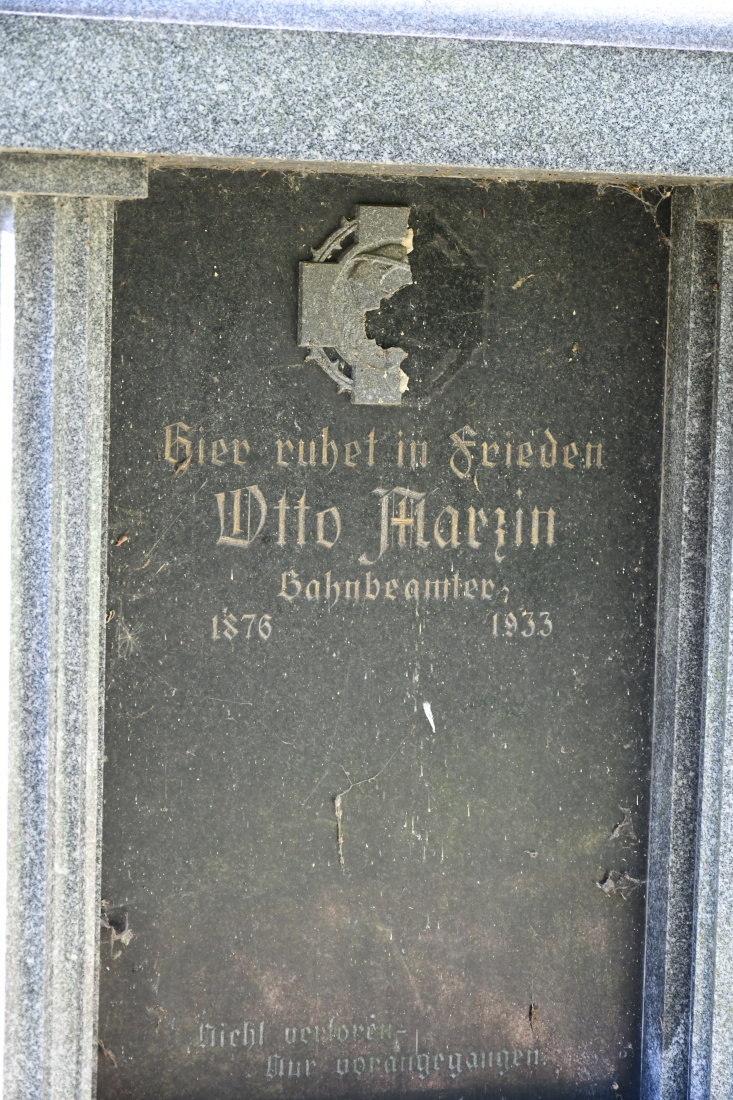 Hier ruhet in Frieden
Otto Marzin
Bahnbeamter,
1876 1933
Nicht verloren-
Nur vorangegangen